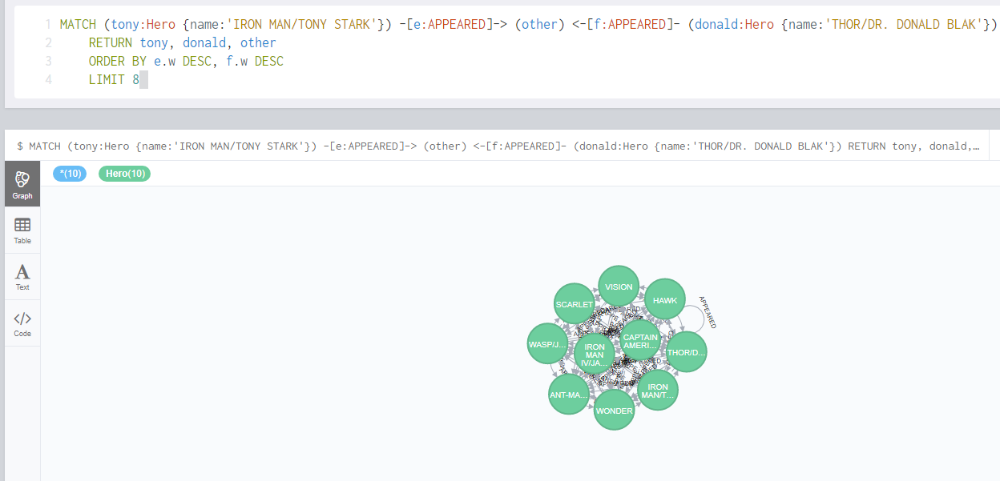 1 MATCH (tony:Hero {name:'IRON MAN/TONY STARK'}) -[e:APPEARED]-> (other) <-[f:APPEARED]- (donald:Hero {name:'THOR/DR. DONALD BLAK'})
2 RETURN tony, donald, other
3 ORDER BY e.w DESC, f.w DESC
4 LIMIT 8
$ MATCH (tony:Hero {name:'IRON MAN/TONY STARK'}) -[e:APPEARED]-> (other) <-[f:APPEARED]- (donald:Hero {name:'THOR/DR. DONALD BLAK'}) RETURN tony, donald,…
*(10) Hero(10)
Graph
Table
Text
Code
VISION
HAWK
SCARLET
APPEARED
CAPTAIN
AMERI…
WASP/J…
IRON
MAN
IV/JA…
THOR/D…
IRON
MAN/T…
ANT-MA…
WONDER